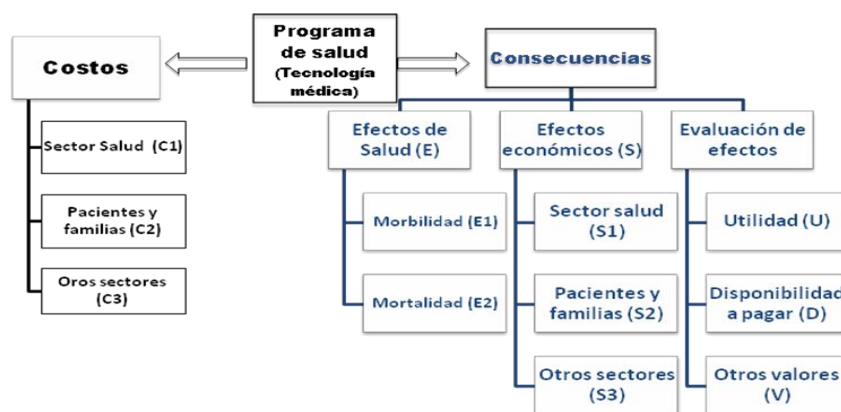 Programa
de salud
(Tecnología
médica)
Costos
Sector Salud (C1)
Pacientes y
familias (C2)
Oros sectores
(C3)
Consecuencias
Efectos de
Salud (E)
Morbilidad (E1)
Mortalidad (E2)
Efectos
económicos (S)
Sector salud
(S1)
Pacientes y
familias (S2)
Otros sectores
(S3)
Evaluación de
efectos
Utilidad (U)
Disponibilidad
a pagar (D)
Otros valores
(V)